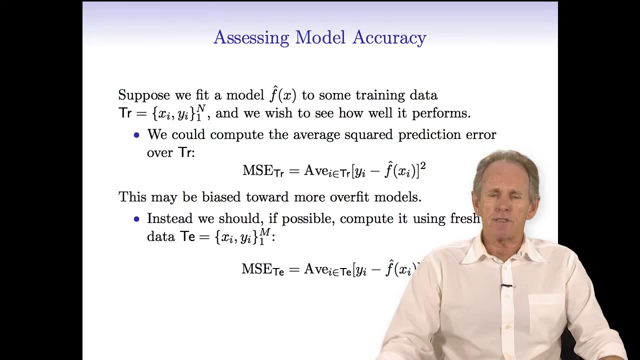 Assessing Model Accuracy
Suppose we fit a model f̂(x) to some training data
Tr = {xᵢ, yᵢ}₁ᴺ, and we wish to see how well it performs.
• We could compute the average squared prediction error
over Tr:
MSE_Tr = Ave_{i∈Tr}[yᵢ − f̂(xᵢ)]²
This may be biased toward more overfit models.
• Instead we should, if possible, compute it using fresh
data Te = {xᵢ, yᵢ}₁ᴹ:
MSE_Te = Ave_{i∈Te}[yᵢ − f̂(xᵢ)]